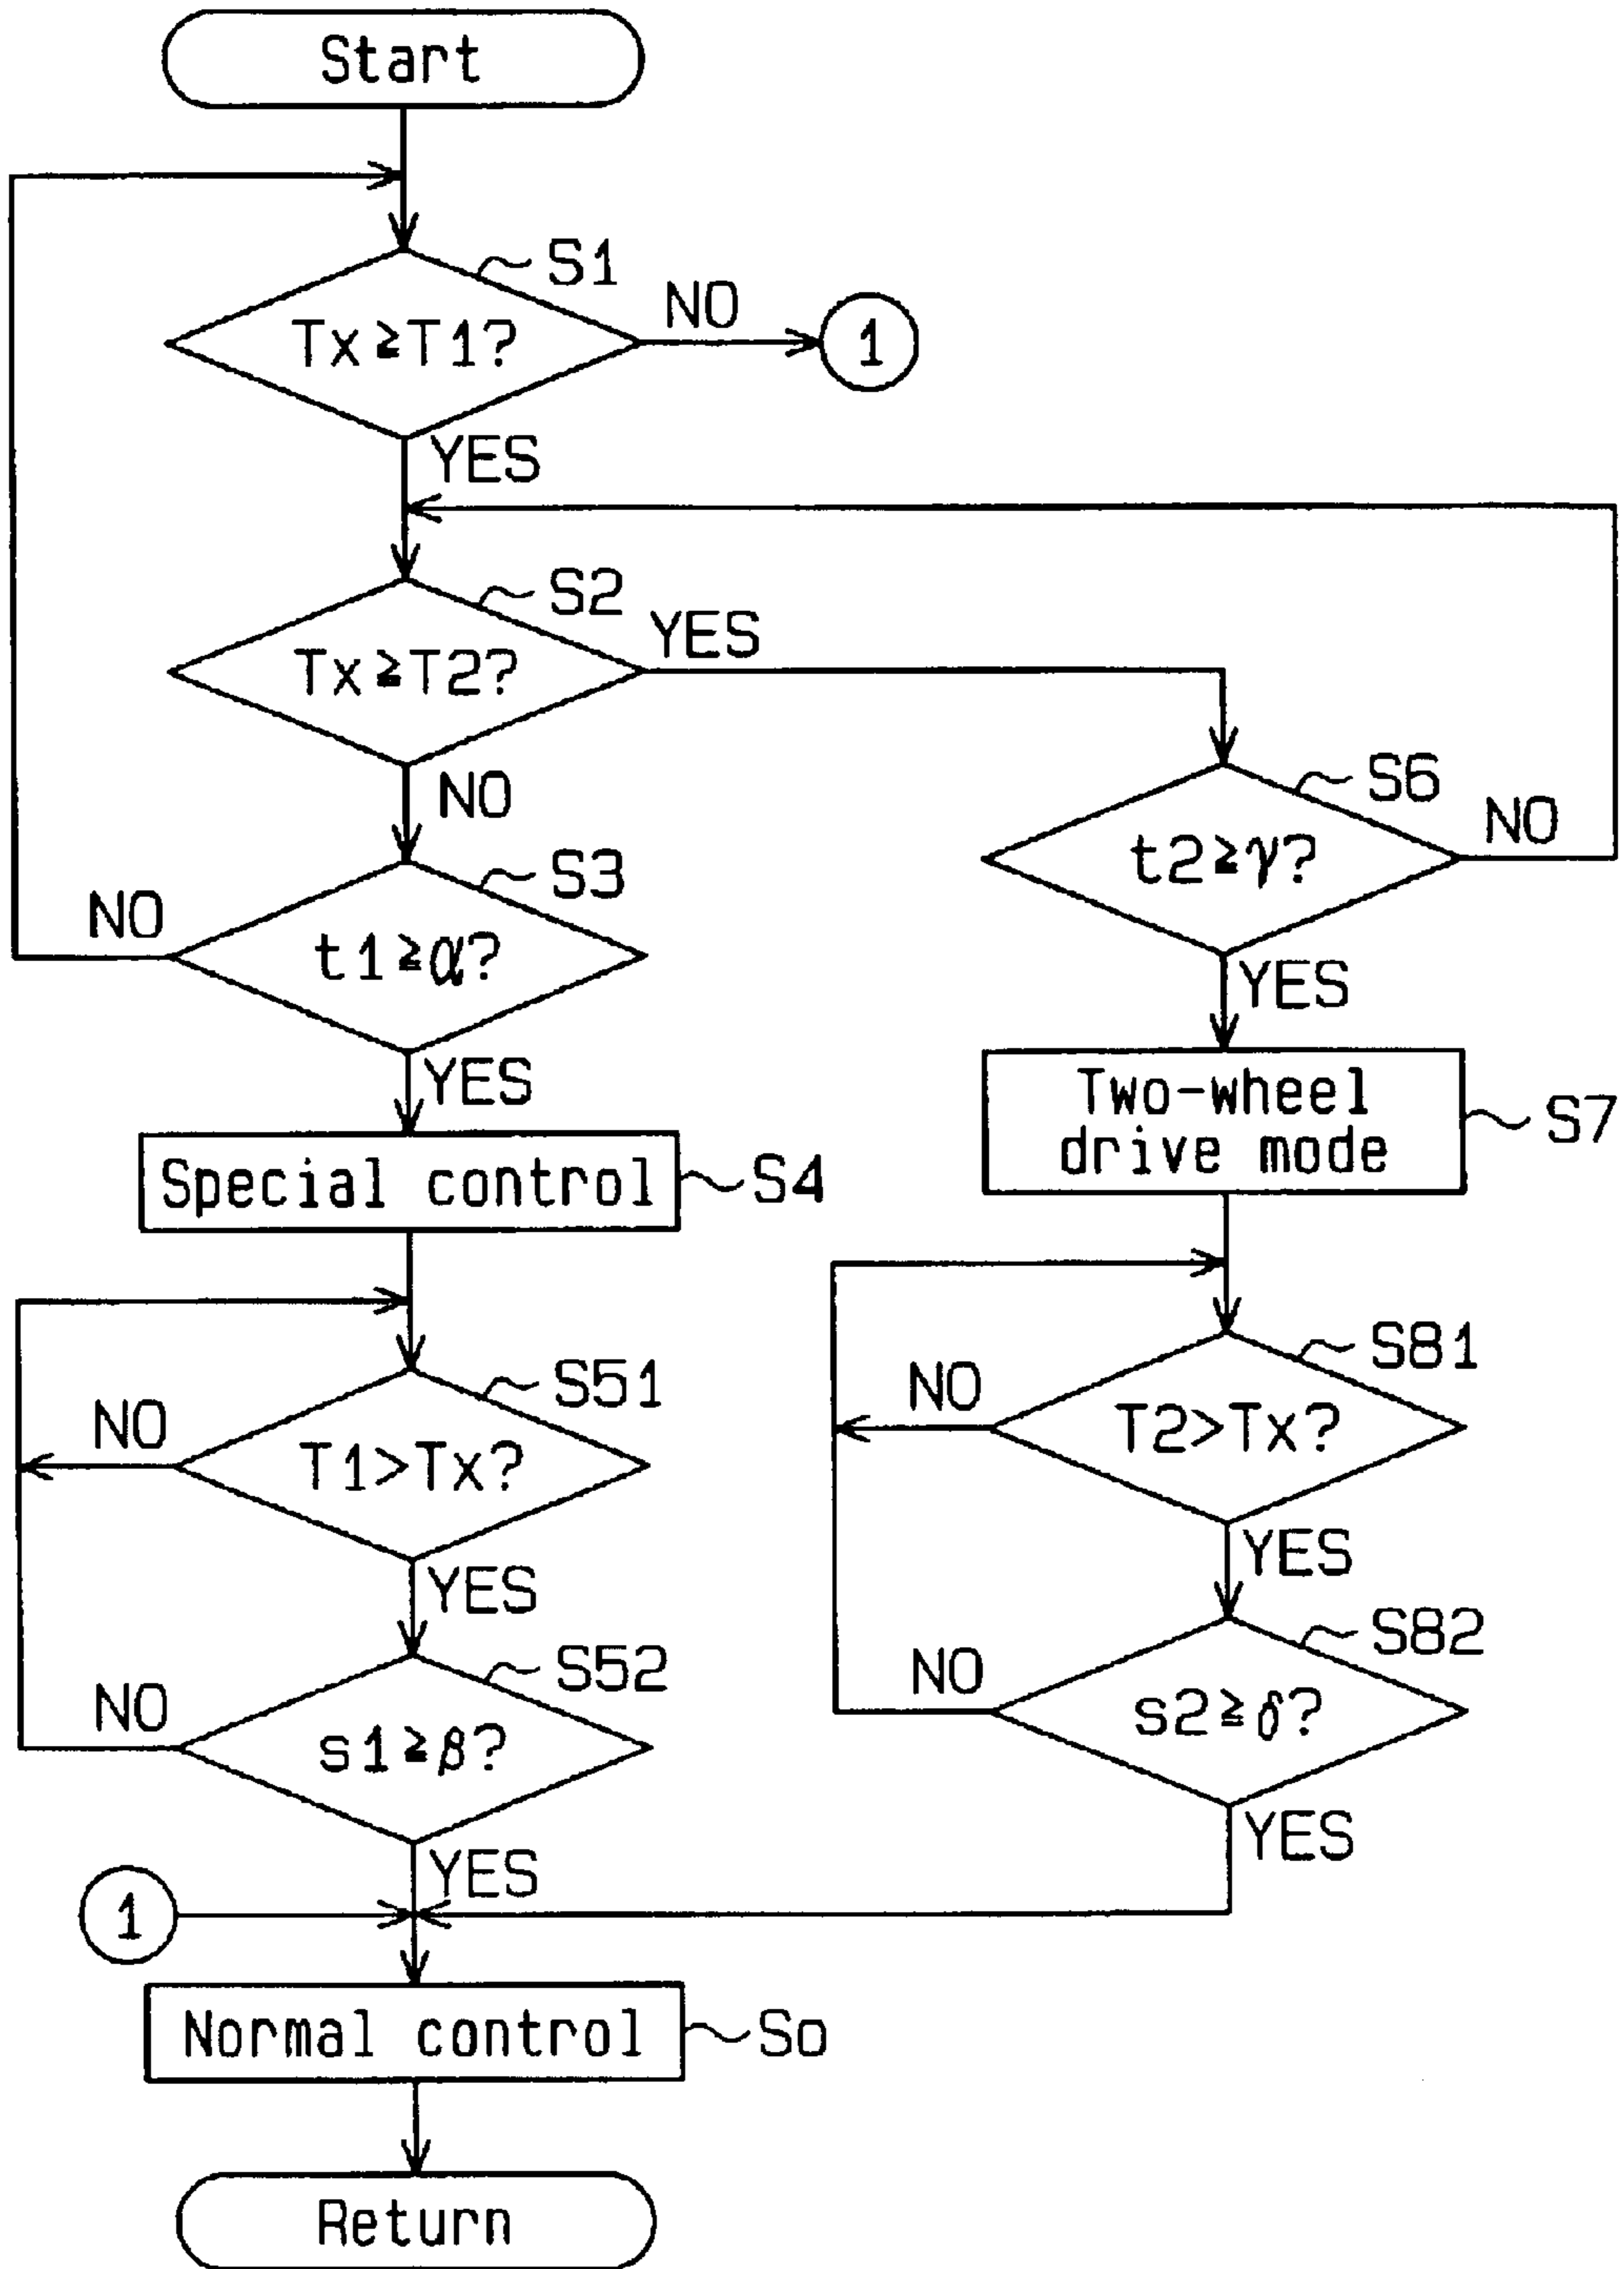 Start
S1
Tx≧T1?
NO
1
YES
S2
Tx≧T2?
YES
NO
S6
t2≧γ?
NO
S3
t1≧α?
NO
YES
YES
Special control
S4
Two-wheel
drive mode
S7
S51
T1>Tx?
NO
S81
T2>Tx?
NO
YES
YES
S52
s1≧β?
NO
S82
s2≧δ?
NO
YES
YES
1
Normal control
So
Return